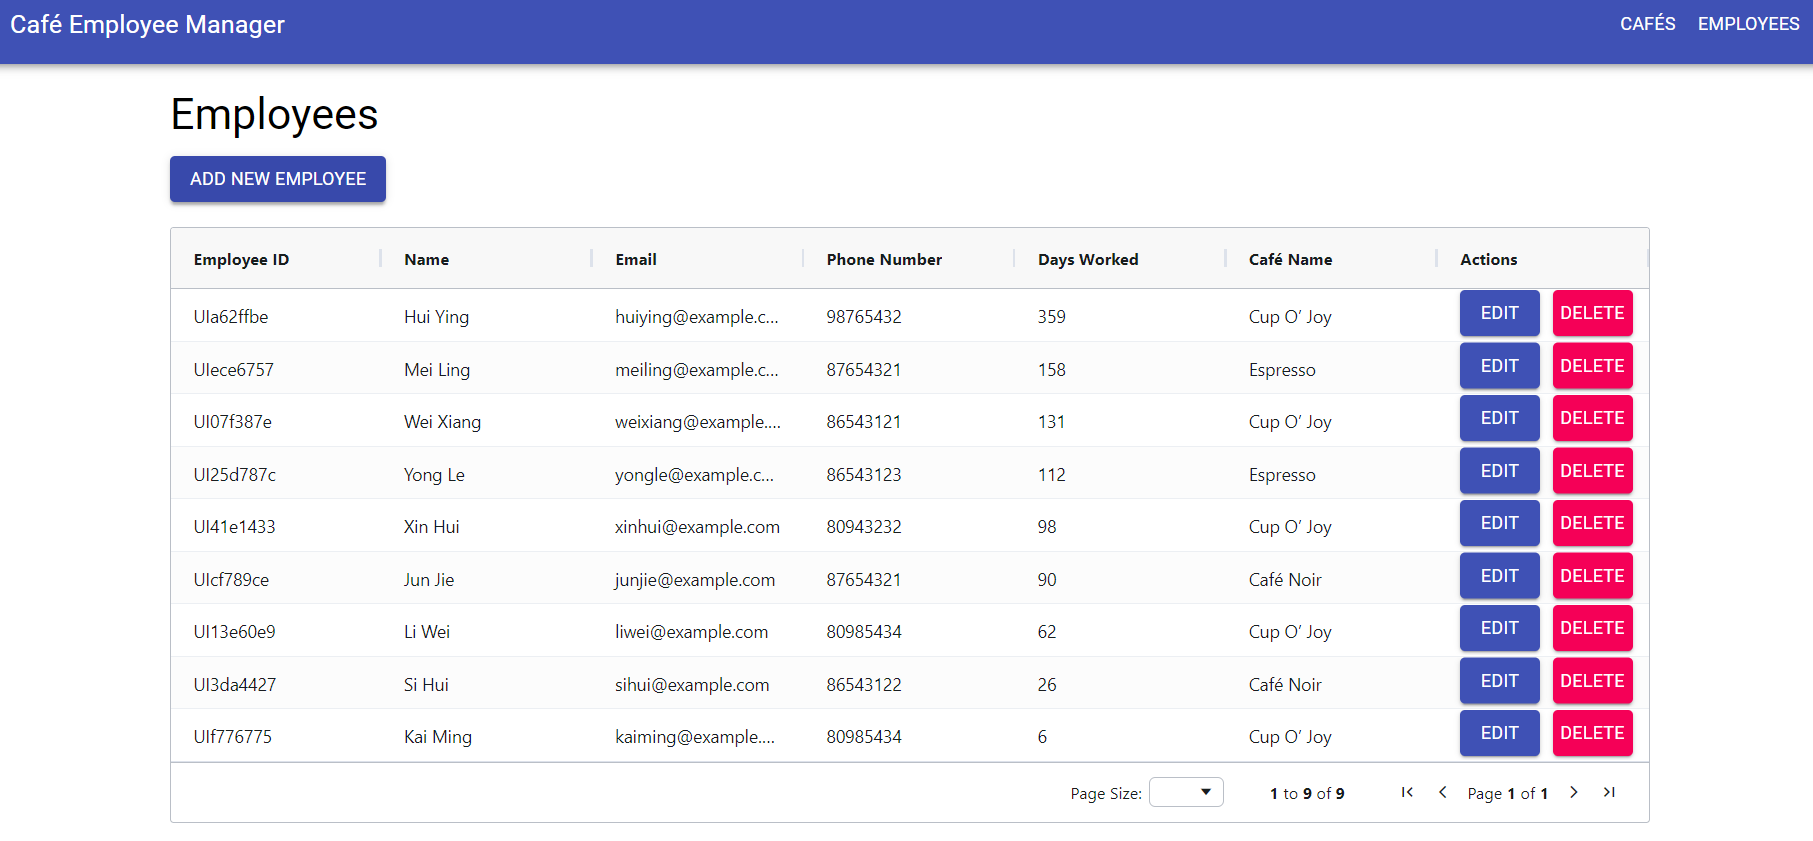 Café Employee Manager CAFÉS EMPLOYEES
Employees
ADD NEW EMPLOYEE
Employee ID Name Email Phone Number Days Worked Café Name Actions
UIa62ffbe Hui Ying huiying@example.c... 98765432 359 Cup O’ Joy EDIT DELETE
UIece6757 Mei Ling meiling@example.c... 87654321 158 Espresso EDIT DELETE
UI07f387e Wei Xiang weixiang@example.... 86543121 131 Cup O’ Joy EDIT DELETE
UI25d787c Yong Le yongle@example.c... 86543123 112 Espresso EDIT DELETE
UI41e1433 Xin Hui xinhui@example.com 80943232 98 Cup O’ Joy EDIT DELETE
UIcf789ce Jun Jie junjie@example.com 87654321 90 Café Noir EDIT DELETE
UI13e60e9 Li Wei liwei@example.com 80985434 62 Cup O’ Joy EDIT DELETE
UI3da4427 Si Hui sihui@example.com 86543122 26 Café Noir EDIT DELETE
UIf776775 Kai Ming kaiming@example.... 80985434 6 Cup O’ Joy EDIT DELETE
Page Size: 1 to 9 of 9 Page 1 of 1